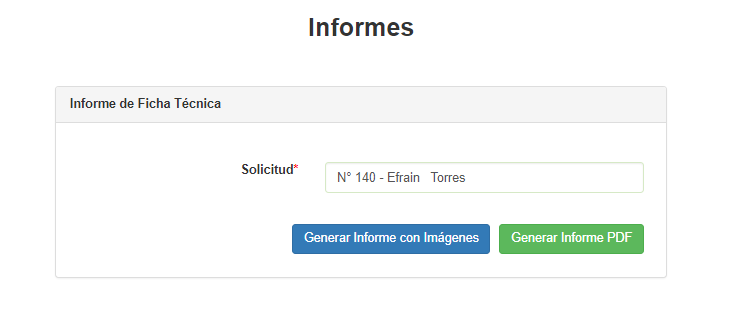 Informes
Informe de Ficha Técnica
Solicitud*
N° 140 - Efrain   Torres
Generar Informe con Imágenes
Generar Informe PDF